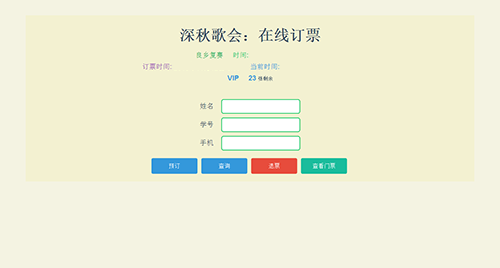 深秋歌会：在线订票
良乡复赛 时间:
订票时间: 当前时间:
VIP 23 张剩余
姓名
学号
手机
预订 查询 退票 查看门票